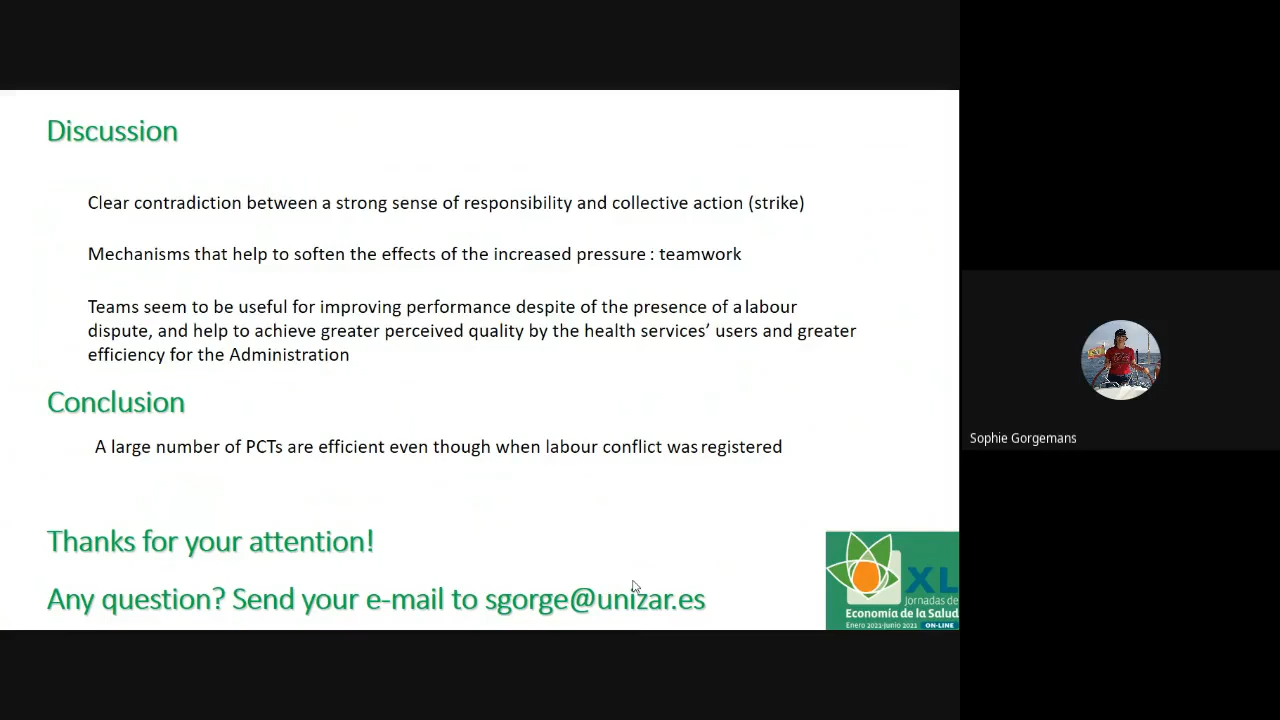 Discussion
Clear contradiction between a strong sense of responsibility and collective action (strike)
Mechanisms that help to soften the effects of the increased pressure : teamwork
Teams seem to be useful for improving performance despite of the presence of a labour
dispute, and help to achieve greater perceived quality by the health services’ users and greater
efficiency for the Administration
Conclusion
A large number of PCTs are efficient even though when labour conflict was registered
Thanks for your attention!
Any question? Send your e-mail to sgorge@unizar.es
XL
Jornadas de
Economía de la Salud
Enero 2021-Junio 2021 ON-LINE
Sophie Gorgemans